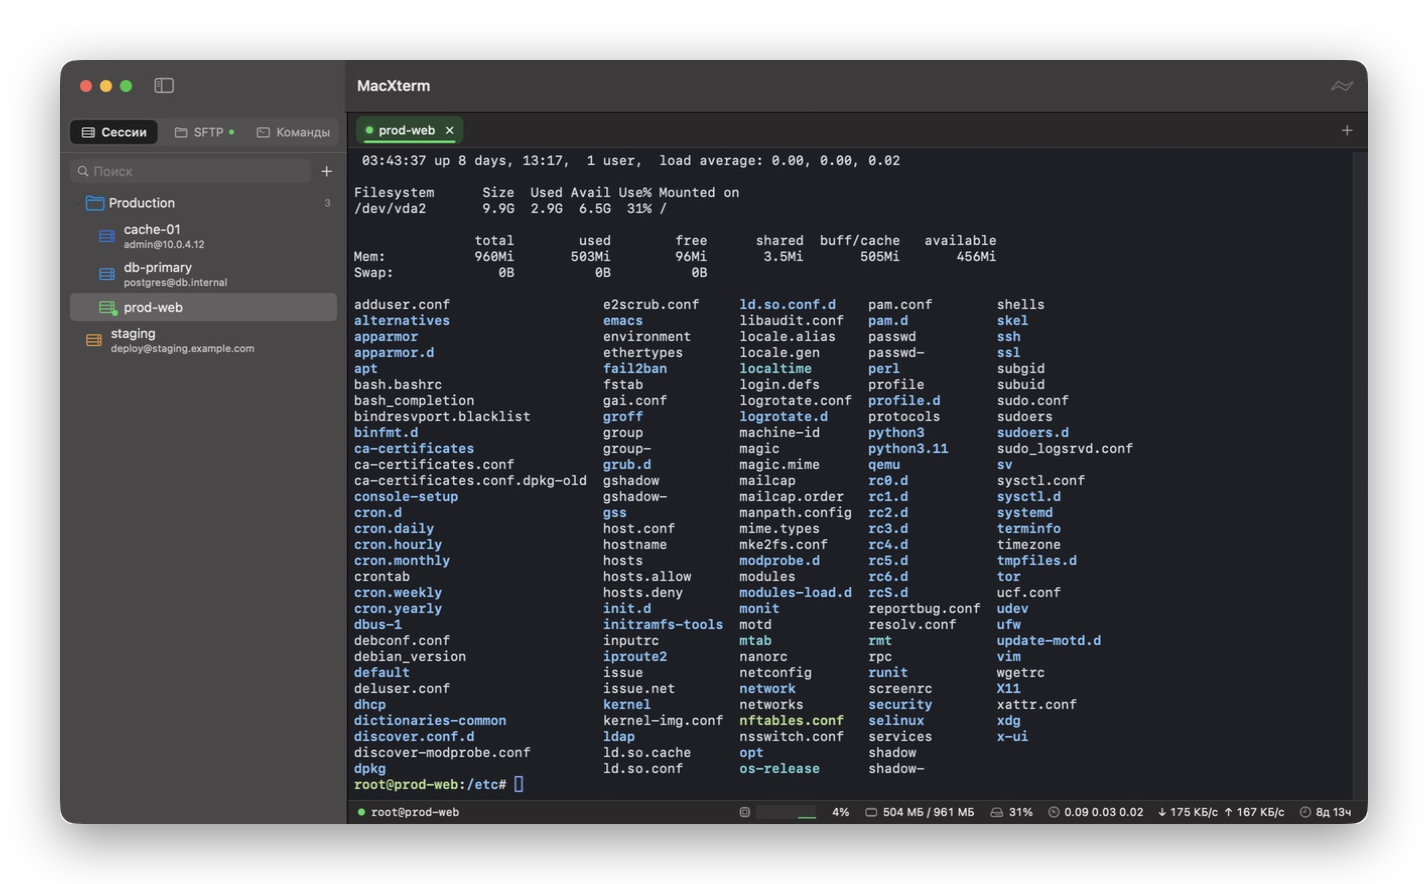 MacXterm
Сессии SFTP Команды
prod-web
Поиск
Production 3
cache-01
admin@10.0.4.12
db-primary
postgres@db.internal
prod-web
staging
deploy@staging.example.com
03:43:37 up 8 days, 13:17, 1 user, load average: 0.00, 0.00, 0.02
Filesystem Size Used Avail Use% Mounted on
/dev/vda2 9.9G 2.9G 6.5G 31% /
total used free shared buff/cache available
Mem: 960Mi 503Mi 96Mi 3.5Mi 505Mi 456Mi
Swap: 0B 0B 0B
adduser.conf e2scrub.conf ld.so.conf.d pam.conf shells
alternatives emacs libaudit.conf pam.d skel
apparmor environment locale.alias passwd ssh
apparmor.d ethertypes locale.gen passwd- ssl
apt fail2ban localtime perl subgid
bash.bashrc fstab login.defs profile subuid
bash_completion gai.conf logrotate.conf profile.d sudo.conf
bindresvport.blacklist groff logrotate.d protocols sudoers
binfmt.d group machine-id python3 sudoers.d
ca-certificates group- magic python3.11 sudo_logsrvd.conf
ca-certificates.conf grub.d magic.mime qemu sv
ca-certificates.conf.dpkg-old gshadow mailcap rc0.d sysctl.conf
console-setup gshadow- mailcap.order rc1.d sysctl.d
cron.d gss manpath.config rc2.d systemd
cron.daily host.conf mime.types rc3.d terminfo
cron.hourly hostname mke2fs.conf rc4.d timezone
cron.monthly hosts modprobe.d rc5.d tmpfiles.d
crontab hosts.allow modules rc6.d tor
cron.weekly hosts.deny modules-load.d rcS.d ucf.conf
cron.yearly init.d monit reportbug.conf udev
dbus-1 initramfs-tools motd resolv.conf ufw
debconf.conf inputrc mtab rmt update-motd.d
debian_version iproute2 nanorc rpc vim
default issue netconfig runit wgetrc
deluser.conf issue.net network screenrc X11
dhcp kernel networks security xattr.conf
dictionaries-common kernel-img.conf nftables.conf selinux xdg
discover.conf.d ldap nsswitch.conf services x-ui
discover-modprobe.conf ld.so.cache opt shadow
dpkg ld.so.conf os-release shadow-
root@prod-web:/etc#
root@prod-web 4% 504 МБ / 961 МБ 31% 0.09 0.03 0.02 ↓ 175 КБ/с ↑ 167 КБ/с 8д 13ч